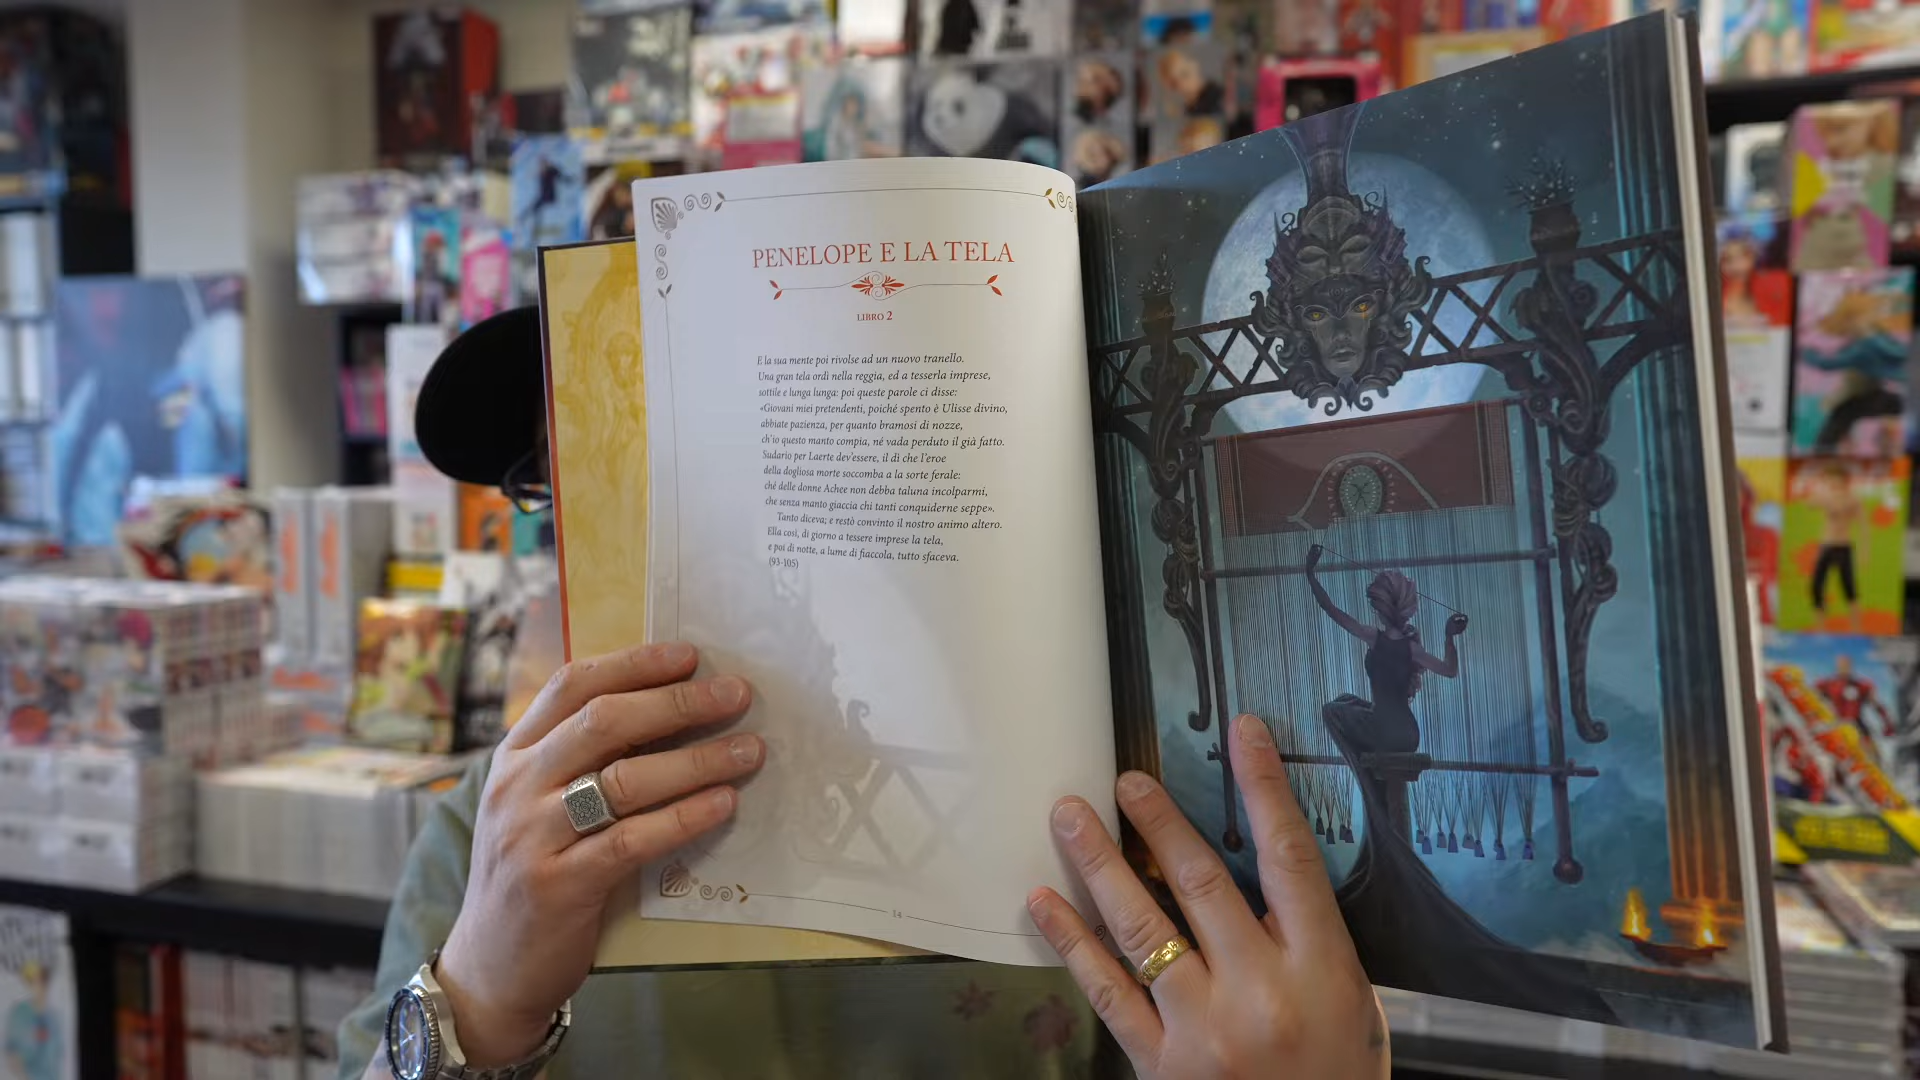 PENELOPE E LA TELA
LIBRO 2
E la sua mente poi rivolse ad un nuovo tranello.
Una gran tela ordì nella reggia, ed a tesserla imprese,
sottile e lunga lunga: poi queste parole ci disse:
«Giovani miei pretendenti, poiché spento è Ulisse divino,
abbiate pazienza, per quanto bramosi di nozze,
ch'io questo manto compia, né vada perduto il già fatto.
Sudario per Laerte dev'essere, il dì che l'eroe
della dogliosa morte soccomba a la sorte ferale:
ché delle donne Achee non debba taluna incolparmi,
che senza manto giaccia chi tanti conquiderne seppe».
Tanto diceva; e restò convinto il nostro animo altero.
Ella così, di giorno a tessere imprese la tela,
e poi di notte, a lume di fiaccola, tutto sfaceva.
(93-105)